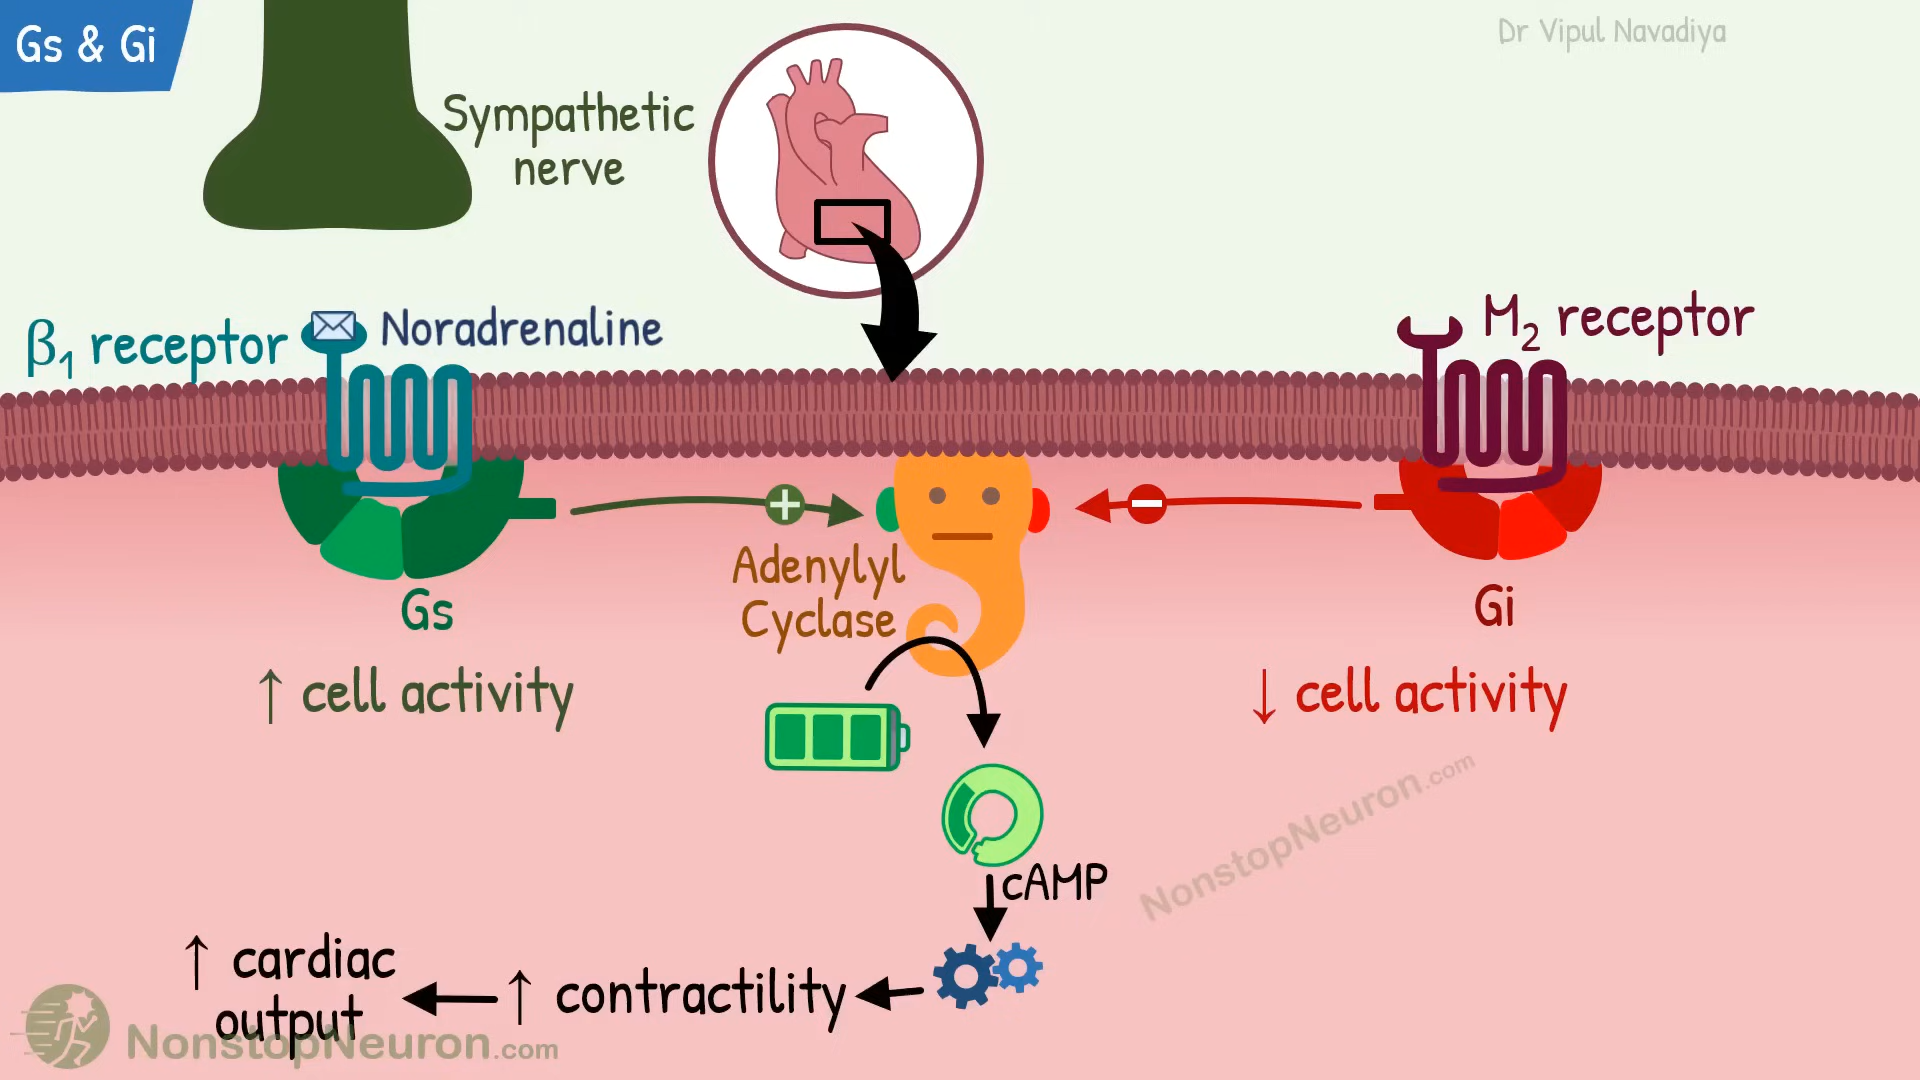 Gs & Gi
Dr Vipul Navadiya
Sympathetic
nerve
β₁ receptor
Noradrenaline
M₂ receptor
Adenylyl
Cyclase
Gs
Gi
↑ cell activity
↓ cell activity
cAMP
NonstopNeuron.com
↑ cardiac
output
↑ contractility
NonstopNeuron.com